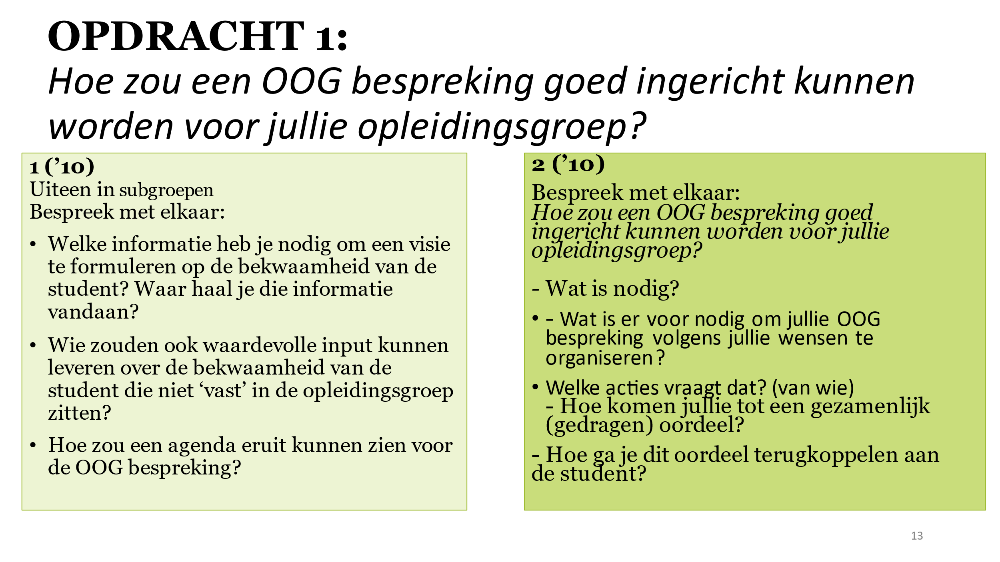 OPDRACHT 1:
Hoe zou een OOG bespreking goed ingericht kunnen
worden voor jullie opleidingsgroep?
1 (’10)
Uiteen in subgroepen
Bespreek met elkaar:
• Welke informatie heb je nodig om een visie
te formuleren op de bekwaamheid van de
student? Waar haal je die informatie
vandaan?
• Wie zouden ook waardevolle input kunnen
leveren over de bekwaamheid van de
student die niet ‘vast’ in de opleidingsgroep
zitten?
• Hoe zou een agenda eruit kunnen zien voor
de OOG bespreking?
2 (’10)
Bespreek met elkaar:
Hoe zou een OOG bespreking goed
ingericht kunnen worden voor jullie
opleidingsgroep?
- Wat is nodig?
• - Wat is er voor nodig om jullie OOG
bespreking volgens jullie wensen te
organiseren?
• Welke acties vraagt dat? (van wie)
- Hoe komen jullie tot een gezamenlijk
(gedragen) oordeel?
- Hoe ga je dit oordeel terugkoppelen aan
de student?
13